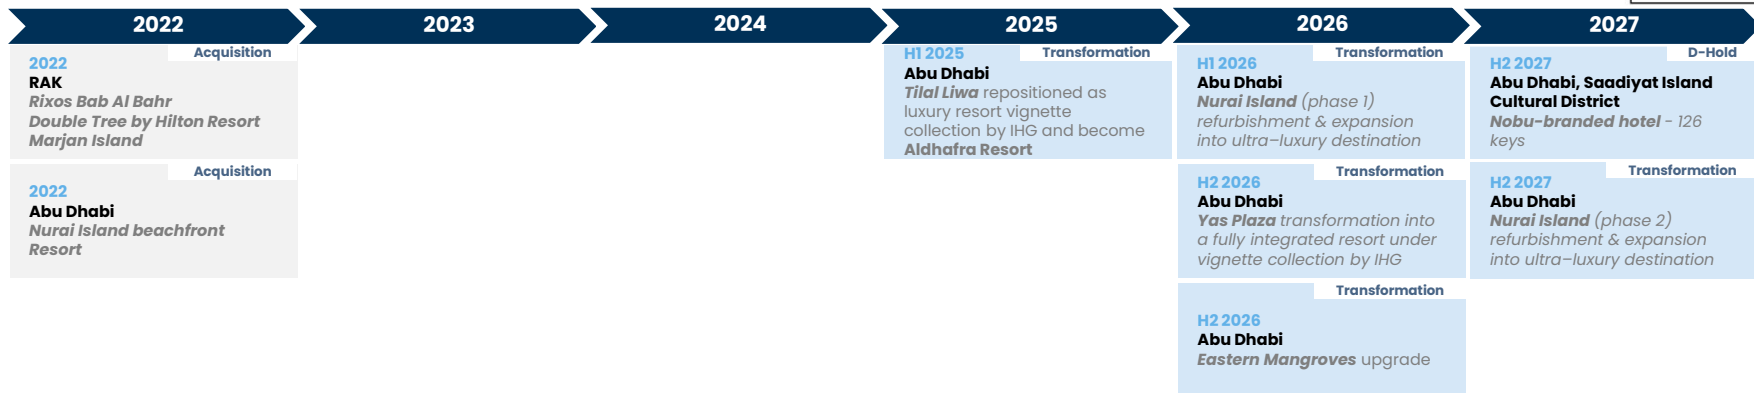 2022
2023
2024
2025
2026
2027
Acquisition
2022
RAK
Rixos Bab Al Bahr
Double Tree by Hilton Resort
Marjan Island
Acquisition
2022
Abu Dhabi
Nurai Island beachfront
Resort
Transformation
H1 2025
Abu Dhabi
Tilal Liwa repositioned as
luxury resort vignette
collection by IHG and become
Aldhafra Resort
Transformation
H1 2026
Abu Dhabi
Nurai Island (phase 1)
refurbishment & expansion
into ultra–luxury destination
Transformation
H2 2026
Abu Dhabi
Yas Plaza transformation into
a fully integrated resort under
vignette collection by IHG
Transformation
H2 2026
Abu Dhabi
Eastern Mangroves upgrade
D-Hold
H2 2027
Abu Dhabi, Saadiyat Island
Cultural District
Nobu-branded hotel - 126
keys
Transformation
H2 2027
Abu Dhabi
Nurai Island (phase 2)
refurbishment & expansion
into ultra–luxury destination